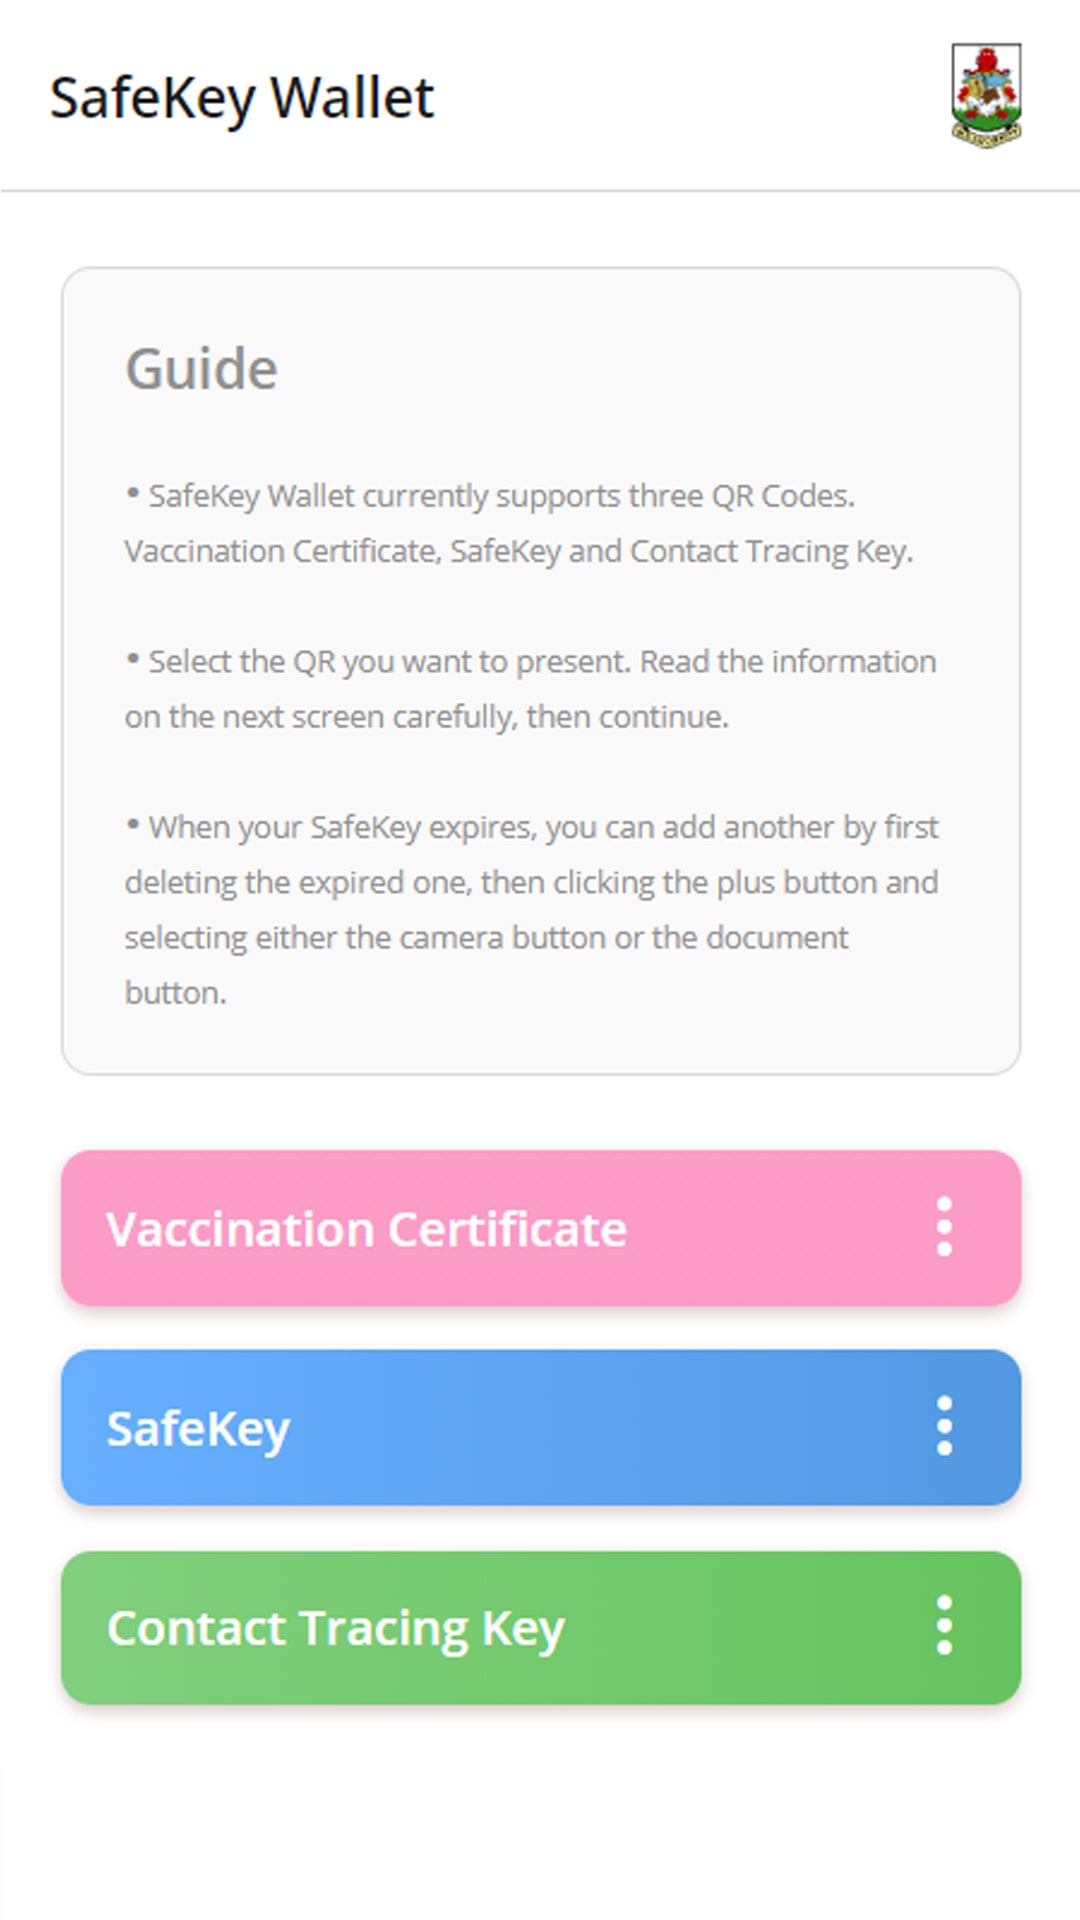 SafeKey Wallet
Guide
• SafeKey Wallet currently supports three QR Codes.
Vaccination Certificate, SafeKey and Contact Tracing Key.
• Select the QR you want to present. Read the information
on the next screen carefully, then continue.
• When your SafeKey expires, you can add another by first
deleting the expired one, then clicking the plus button and
selecting either the camera button or the document
button.
Vaccination Certificate
SafeKey
Contact Tracing Key